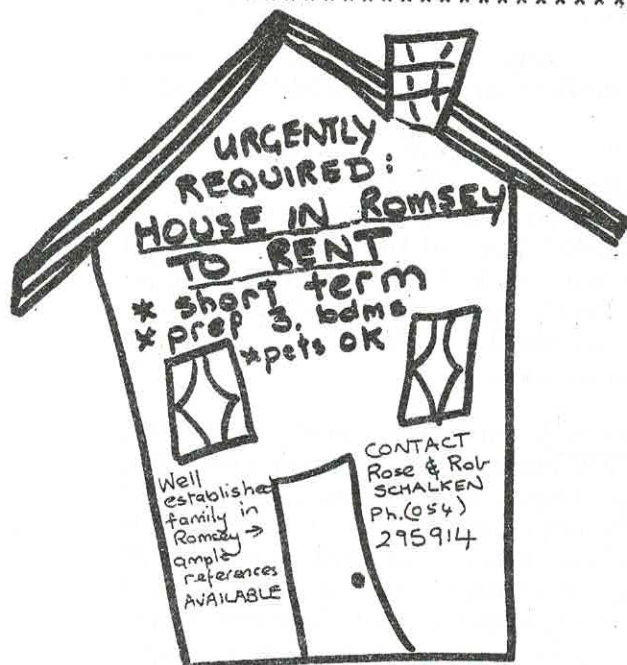 URGENTLY
REQUIRED:
HOUSE IN ROMSEY
TO RENT
* short term
* pref 3. bdms
*pets OK
Well
established
family in
Romsey →
ample
references
AVAILABLE
CONTACT
Rose & Rob
SCHALKEN
Ph.(054)
295914